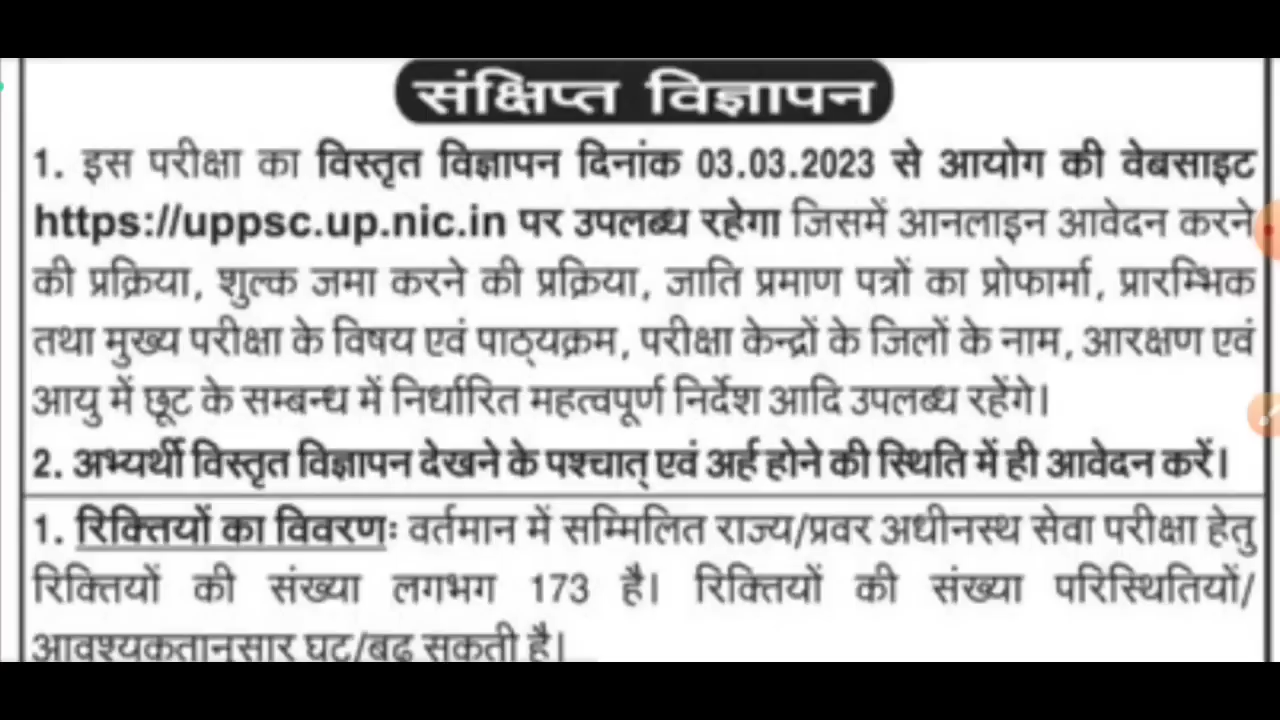 संक्षिप्त विज्ञापन
1. इस परीक्षा का विस्तृत विज्ञापन दिनांक 03.03.2023 से आयोग की वेबसाइट
https://uppsc.up.nic.in पर उपलब्ध रहेगा जिसमें आनलाइन आवेदन करने
की प्रक्रिया, शुल्क जमा करने की प्रक्रिया, जाति प्रमाण पत्रों का प्रोफार्मा, प्रारम्भिक
तथा मुख्य परीक्षा के विषय एवं पाठ्यक्रम, परीक्षा केन्द्रों के जिलों के नाम, आरक्षण एवं
आयु में छूट के सम्बन्ध में निर्धारित महत्वपूर्ण निर्देश आदि उपलब्ध रहेंगे।
2. अभ्यर्थी विस्तृत विज्ञापन देखने के पश्चात् एवं अर्ह होने की स्थिति में ही आवेदन करें।
1. रिक्तियों का विवरणः वर्तमान में सम्मिलित राज्य/प्रवर अधीनस्थ सेवा परीक्षा हेतु
रिक्तियों की संख्या लगभग 173 है। रिक्तियों की संख्या परिस्थितियों/
आवश्यकतानुसार घट/बढ़ सकती है।